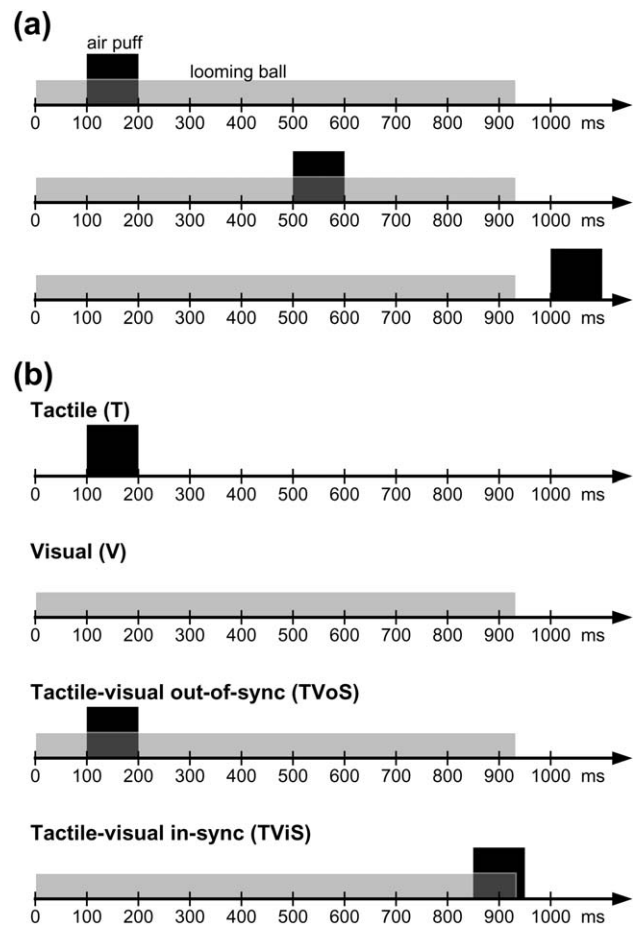 (a)
air puff
looming ball
0 100 200 300 400 500 600 700 800 900 1000 ms
0 100 200 300 400 500 600 700 800 900 1000 ms
0 100 200 300 400 500 600 700 800 900 1000 ms
(b)
Tactile (T)
0 100 200 300 400 500 600 700 800 900 1000 ms
Visual (V)
0 100 200 300 400 500 600 700 800 900 1000 ms
Tactile-visual out-of-sync (TVoS)
0 100 200 300 400 500 600 700 800 900 1000 ms
Tactile-visual in-sync (TViS)
0 100 200 300 400 500 600 700 800 900 1000 ms